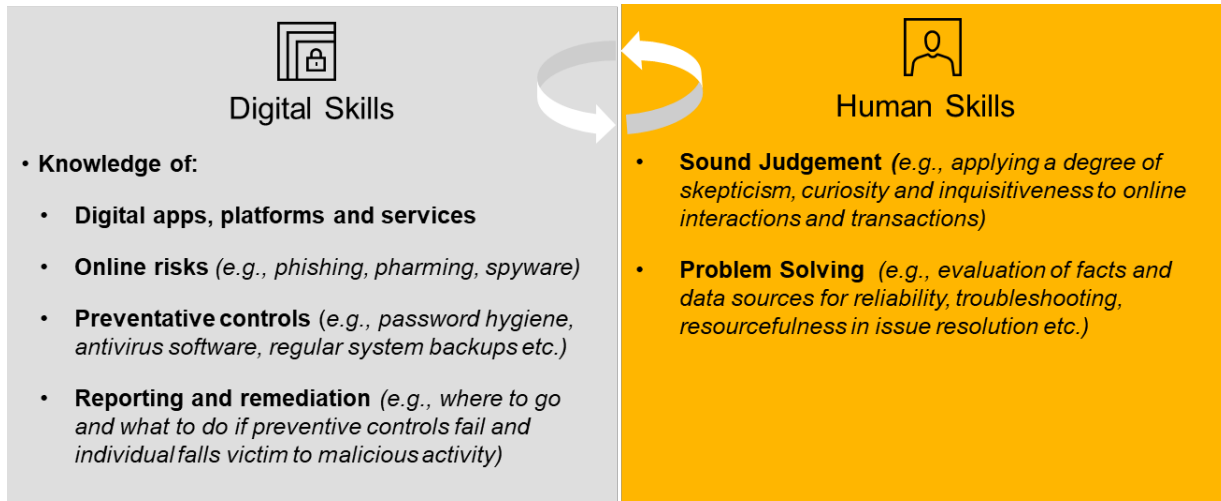 Digital Skills
• Knowledge of:
• Digital apps, platforms and services
• Online risks (e.g., phishing, pharming, spyware)
• Preventative controls (e.g., password hygiene,
antivirus software, regular system backups etc.)
• Reporting and remediation (e.g., where to go
and what to do if preventive controls fail and
individual falls victim to malicious activity)
Human Skills
• Sound Judgement (e.g., applying a degree of
skepticism, curiosity and inquisitiveness to online
interactions and transactions)
• Problem Solving (e.g., evaluation of facts and
data sources for reliability, troubleshooting,
resourcefulness in issue resolution etc.)